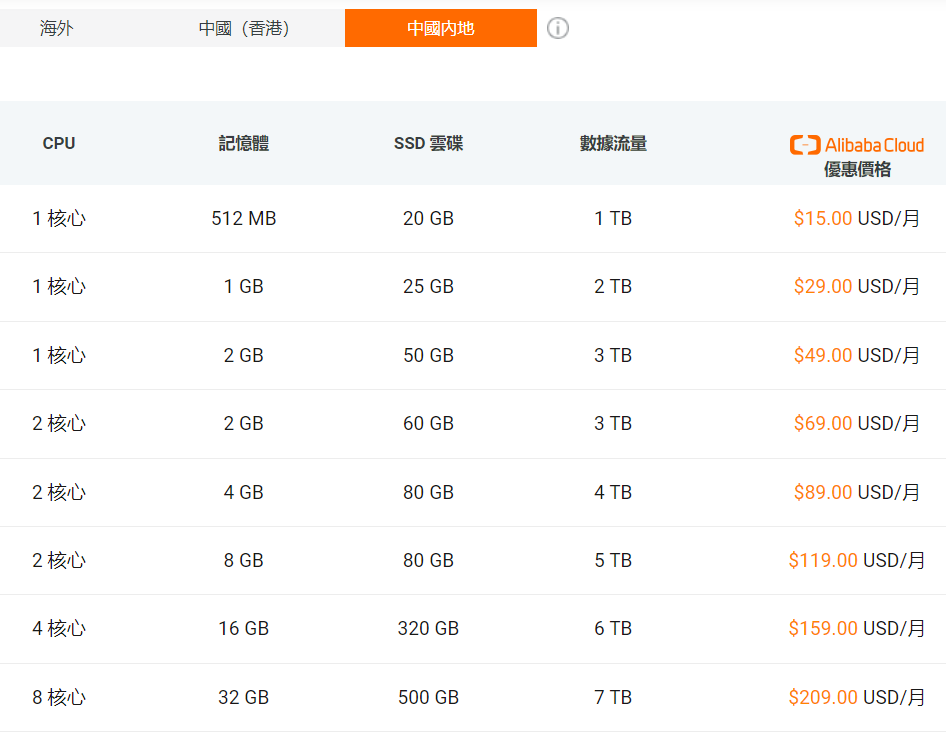 海外 中國（香港） 中國內地
CPU 記憶體 SSD 雲碟 數據流量 Alibaba Cloud
優惠價格
1 核心 512 MB 20 GB 1 TB $15.00 USD/月
1 核心 1 GB 25 GB 2 TB $29.00 USD/月
1 核心 2 GB 50 GB 3 TB $49.00 USD/月
2 核心 2 GB 60 GB 3 TB $69.00 USD/月
2 核心 4 GB 80 GB 4 TB $89.00 USD/月
2 核心 8 GB 80 GB 5 TB $119.00 USD/月
4 核心 16 GB 320 GB 6 TB $159.00 USD/月
8 核心 32 GB 500 GB 7 TB $209.00 USD/月